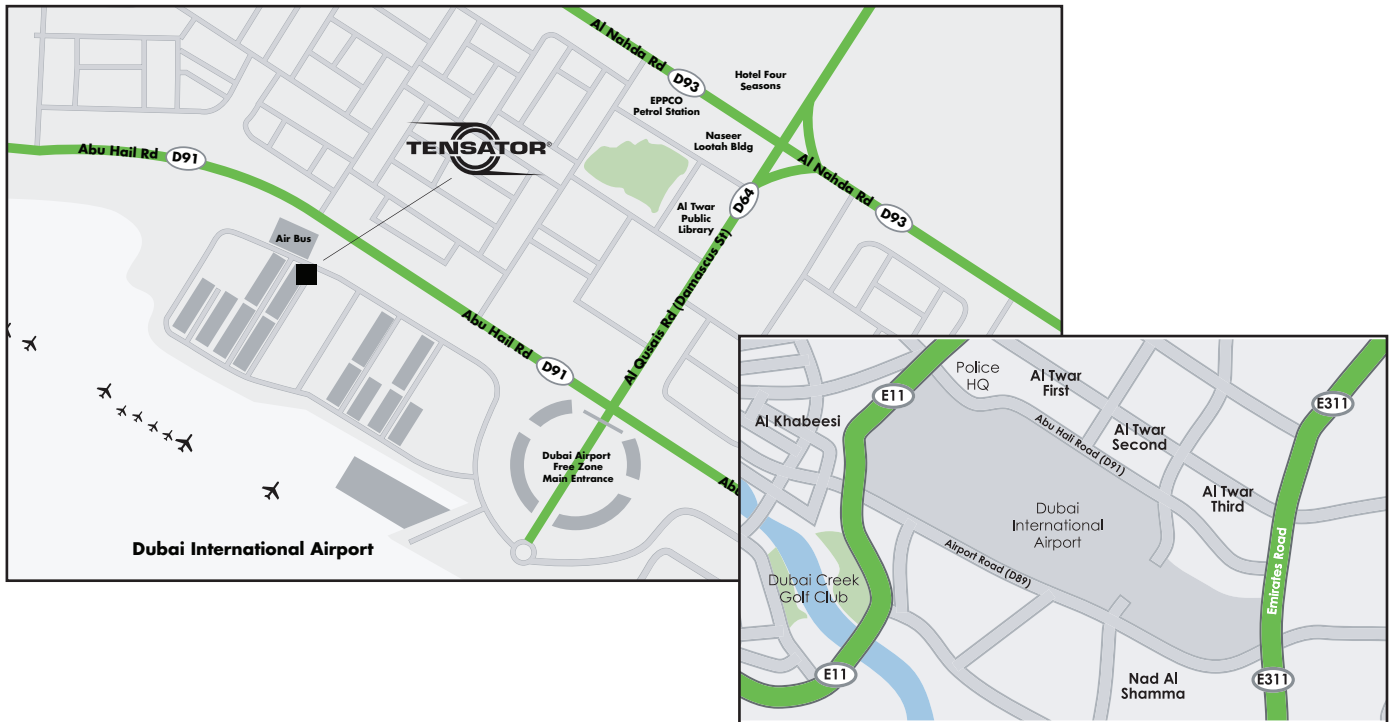 Al Nahda Rd
D93
Hotel Four
Seasons
EPPCO
Petrol Station
Naseer
Lootah Bldg
Al Nahda Rd
D93
Abu Hail Rd
D91
TENSATOR®
D64
Al Twar
Public
Library
Al Qusais Rd (Damascus St)
Air Bus
Abu Hail Rd
D91
Dubai Airport
Free Zone
Main Entrance
Abu
Dubai International Airport
E11
Police
HQ
Al Twar
First
E311
Al Khabeesi
Abu Hail Road (D91)
Al Twar
Second
Al Twar
Third
Dubai
International
Airport
Airport Road (D89)
Emirates Road
Dubai Creek
Golf Club
E11
Nad Al
Shamma
E311